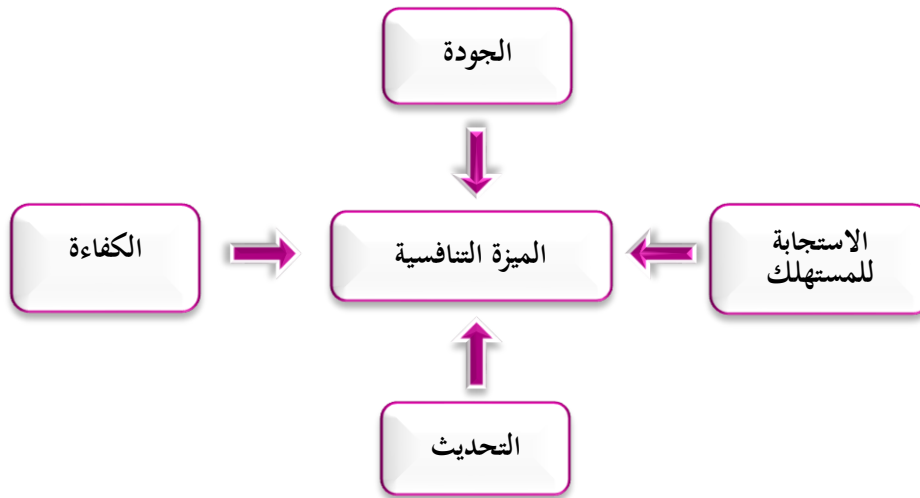 الجودة
الاستجابة
للمستهلك
الميزة التنافسية
الكفاءة
التحديث